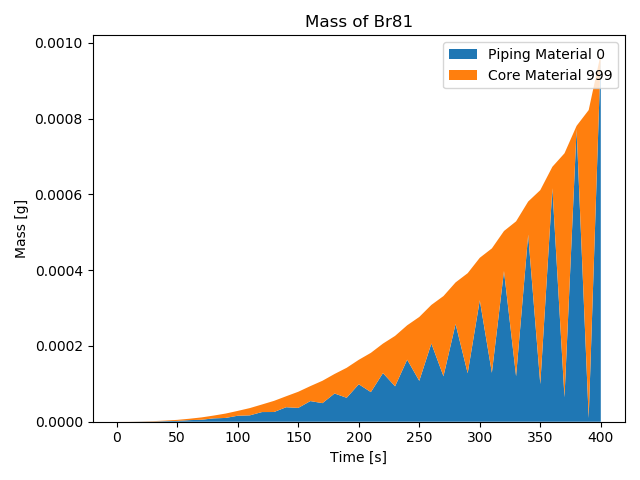 Mass of Br81
Piping Material 0
Core Material 999
Mass [g]
0.0010
0.0008
0.0006
0.0004
0.0002
0.0000
0 50 100 150 200 250 300 350 400
Time [s]